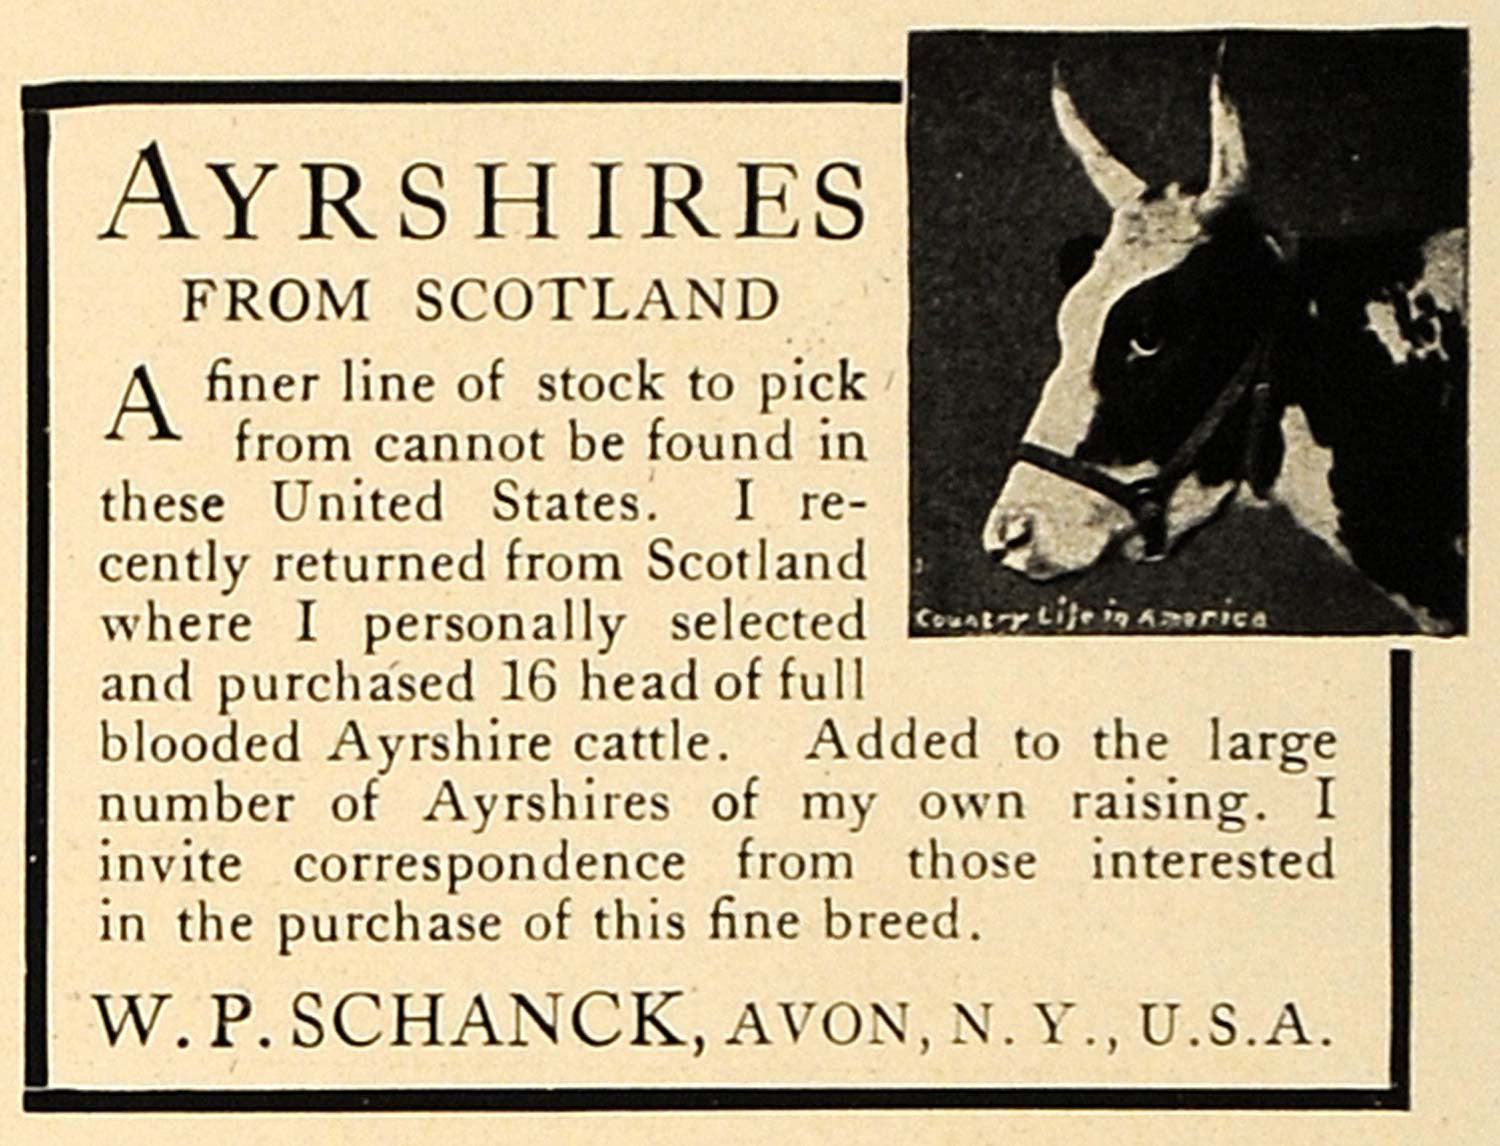 AYRSHIRES
FROM SCOTLAND
A finer line of stock to pick
from cannot be found in
these United States. I re-
cently returned from Scotland
where I personally selected
and purchased 16 head of full
blooded Ayrshire cattle. Added to the large
number of Ayrshires of my own raising. I
invite correspondence from those interested
in the purchase of this fine breed.
W. P. SCHANCK, AVON, N. Y., U.S.A.
Country Life in America